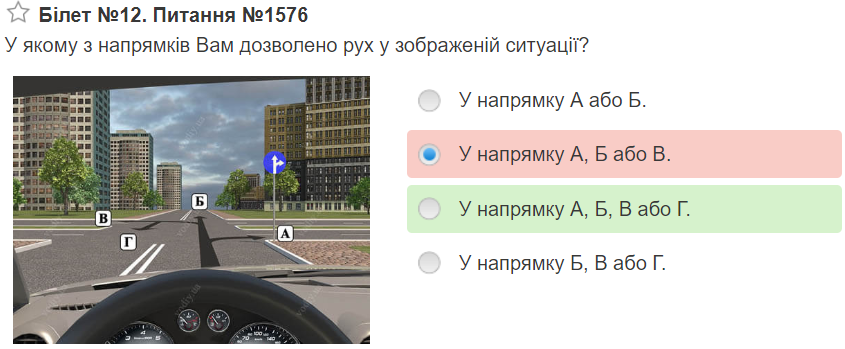 Білет №12. Питання №1576
У якому з напрямків Вам дозволено рух у зображеній ситуації?
У напрямку А або Б.
У напрямку А, Б або В.
У напрямку А, Б, В або Г.
У напрямку Б, В або Г.
Б
В
Г
А